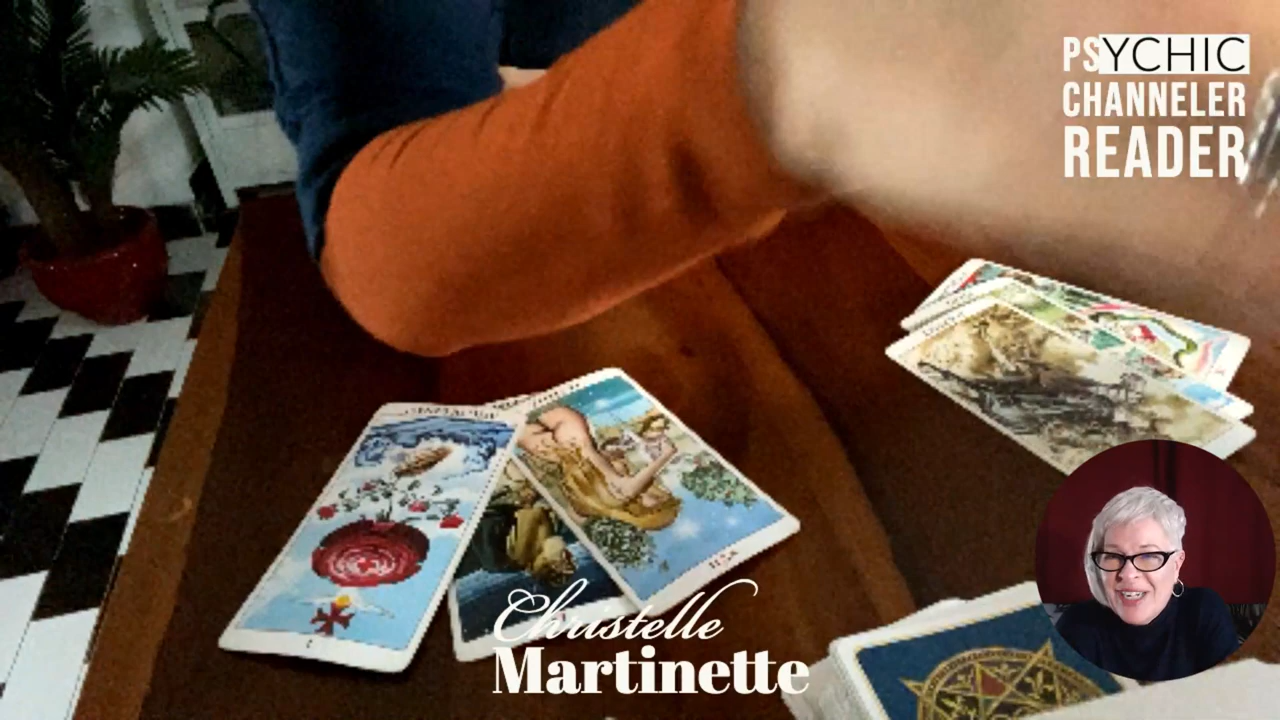 PSYCHIC
CHANNELER
READER
Christelle
Martinette